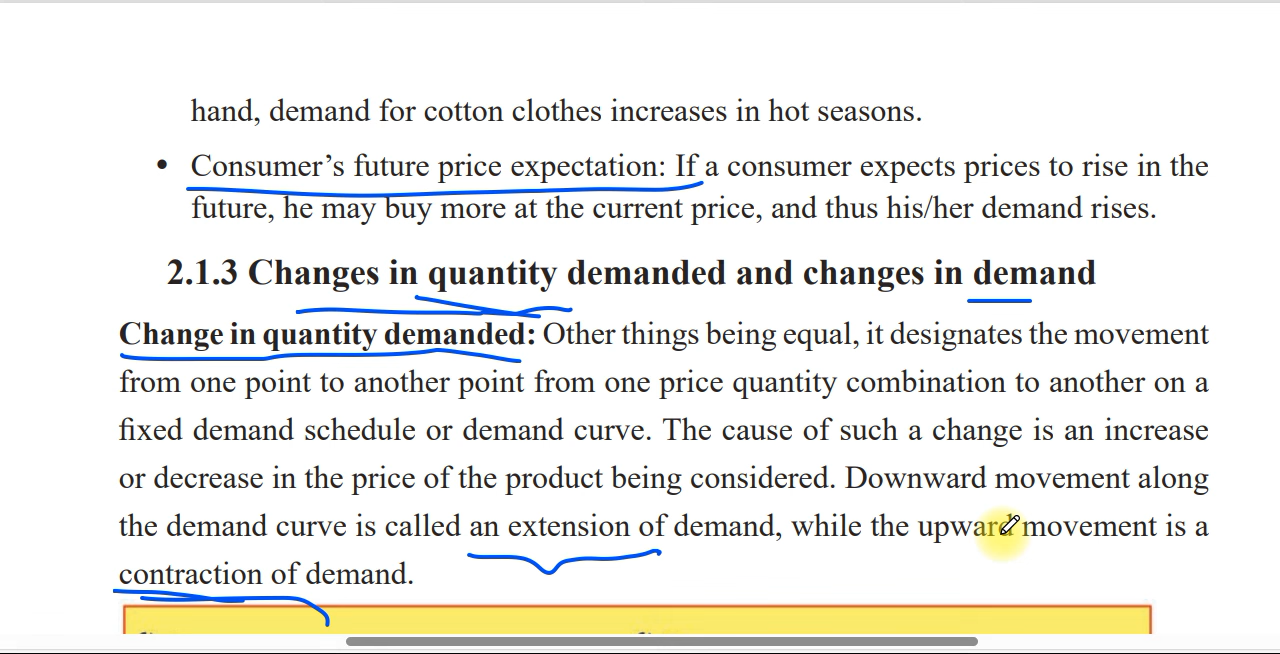 hand, demand for cotton clothes increases in hot seasons.
• Consumer’s future price expectation: If a consumer expects prices to rise in the
future, he may buy more at the current price, and thus his/her demand rises.
2.1.3 Changes in quantity demanded and changes in demand
Change in quantity demanded: Other things being equal, it designates the movement
from one point to another point from one price quantity combination to another on a
fixed demand schedule or demand curve. The cause of such a change is an increase
or decrease in the price of the product being considered. Downward movement along
the demand curve is called an extension of demand, while the upward movement is a
contraction of demand.